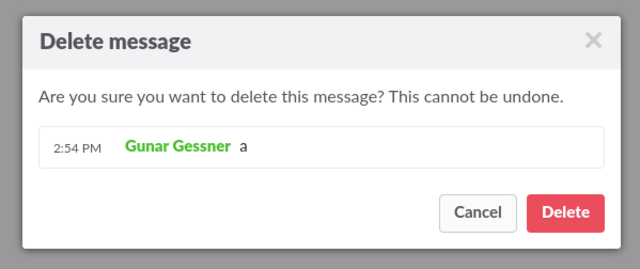 Delete message
Are you sure you want to delete this message? This cannot be undone.
2:54 PM Gunar Gessner a
Cancel Delete